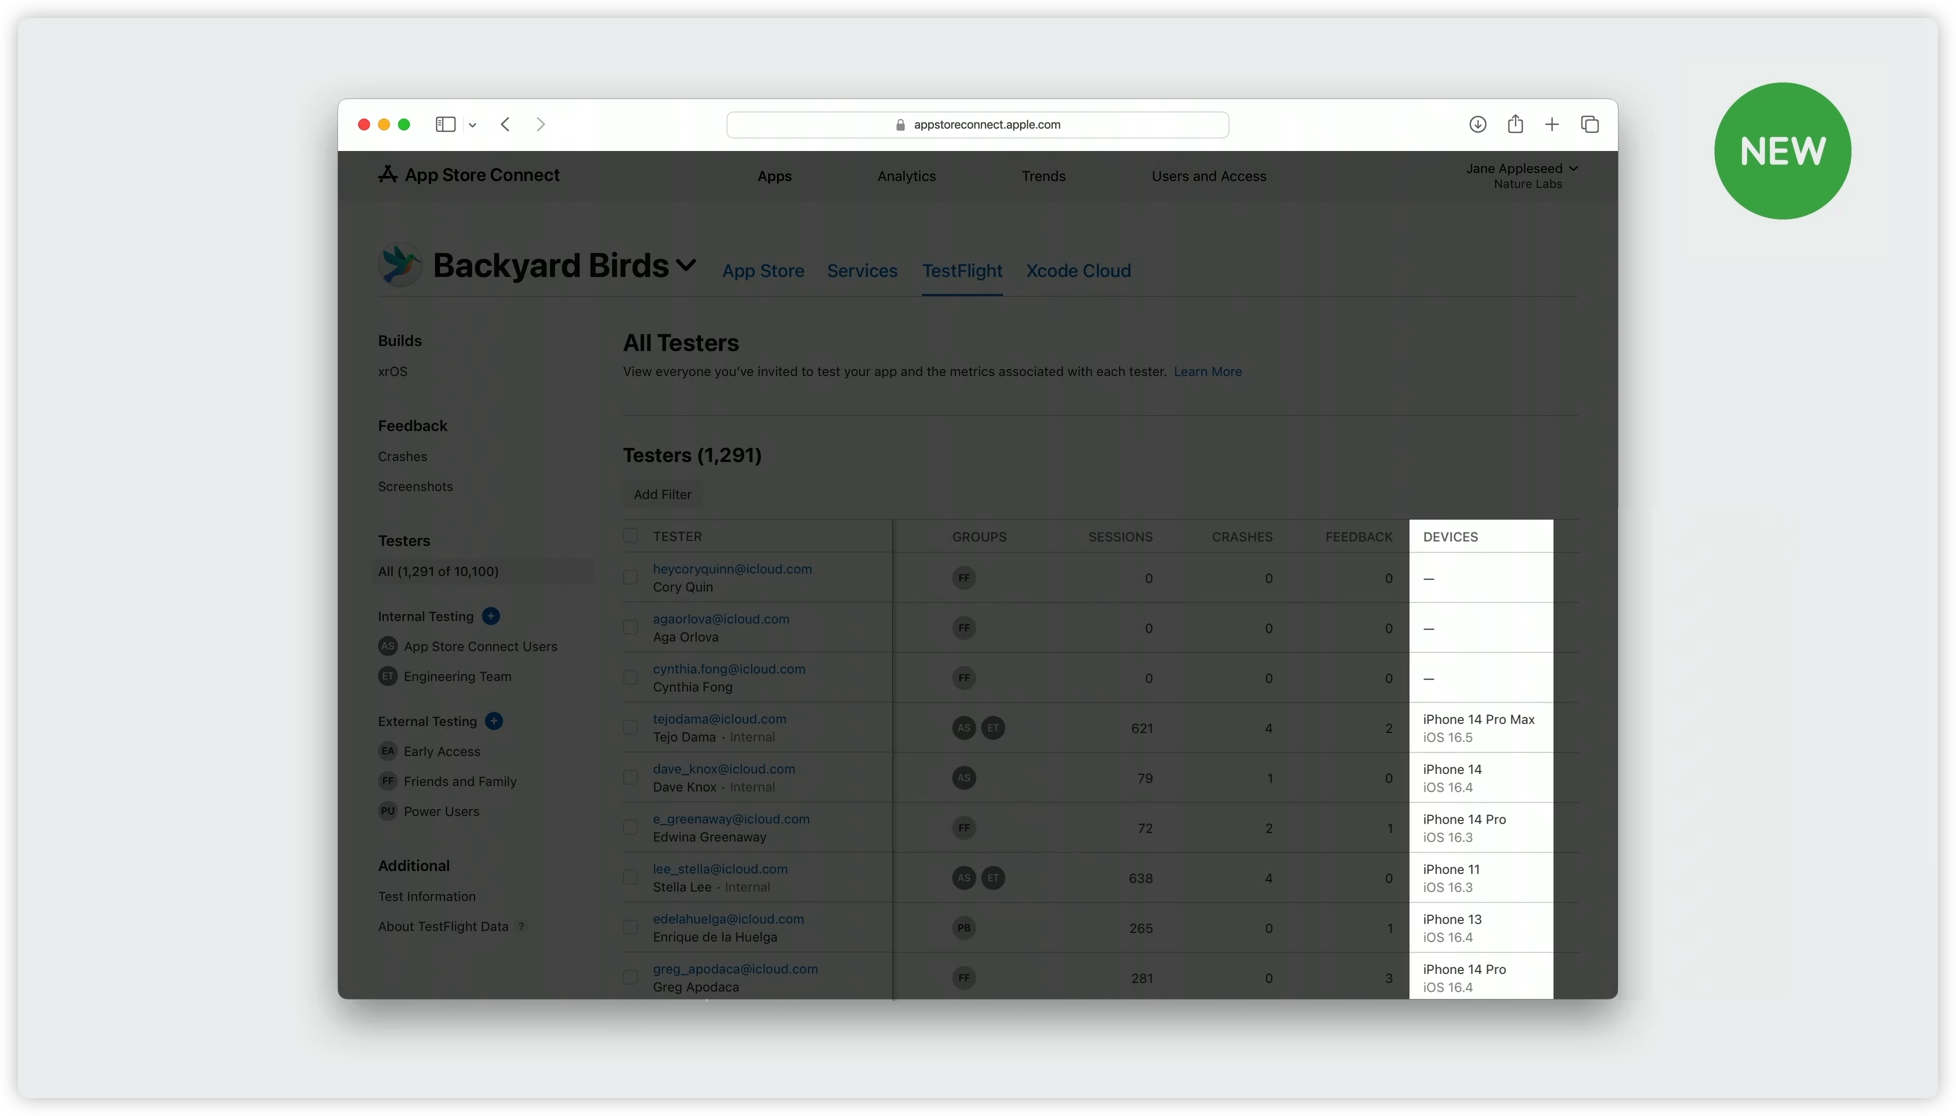 appstoreconnect.apple.com
NEW
App Store Connect
Apps
Analytics
Trends
Users and Access
Jane Appleseed
Nature Labs
Backyard Birds
App Store
Services
TestFlight
Xcode Cloud
Builds
xrOS
Feedback
Crashes
Screenshots
Testers
All (1,291 of 10,100)
Internal Testing +
AS App Store Connect Users
ET Engineering Team
External Testing +
EA Early Access
FF Friends and Family
PU Power Users
Additional
Test Information
About TestFlight Data ?
All Testers
View everyone you've invited to test your app and the metrics associated with each tester. Learn More
Testers (1,291)
Add Filter
TESTER GROUPS SESSIONS CRASHES FEEDBACK DEVICES
heycoryquinn@icloud.com
Cory Quin
FF 0 0 0 —
agaorlova@icloud.com
Aga Orlova
FF 0 0 0 —
cynthia.fong@icloud.com
Cynthia Fong
FF 0 0 0 —
tejodama@icloud.com
Tejo Dama · Internal
AS ET 621 4 2
iPhone 14 Pro Max
iOS 16.5
dave_knox@icloud.com
Dave Knox · Internal
AS 79 1 0
iPhone 14
iOS 16.4
e_greenaway@icloud.com
Edwina Greenaway
FF 72 2 1
iPhone 14 Pro
iOS 16.3
lee_stella@icloud.com
Stella Lee · Internal
AS ET 638 4 0
iPhone 11
iOS 16.3
edelahuelga@icloud.com
Enrique de la Huelga
PB 265 0 1
iPhone 13
iOS 16.4
greg_apodaca@icloud.com
Greg Apodaca
FF 281 0 3
iPhone 14 Pro
iOS 16.4